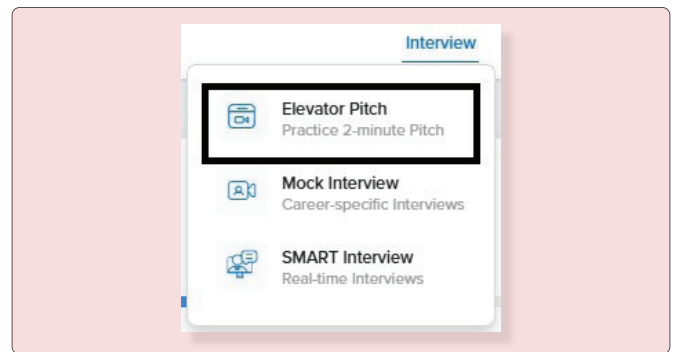 Interview
Elevator Pitch
Practice 2-minute Pitch
Mock Interview
Career-specific Interviews
SMART Interview
Real-time Interviews